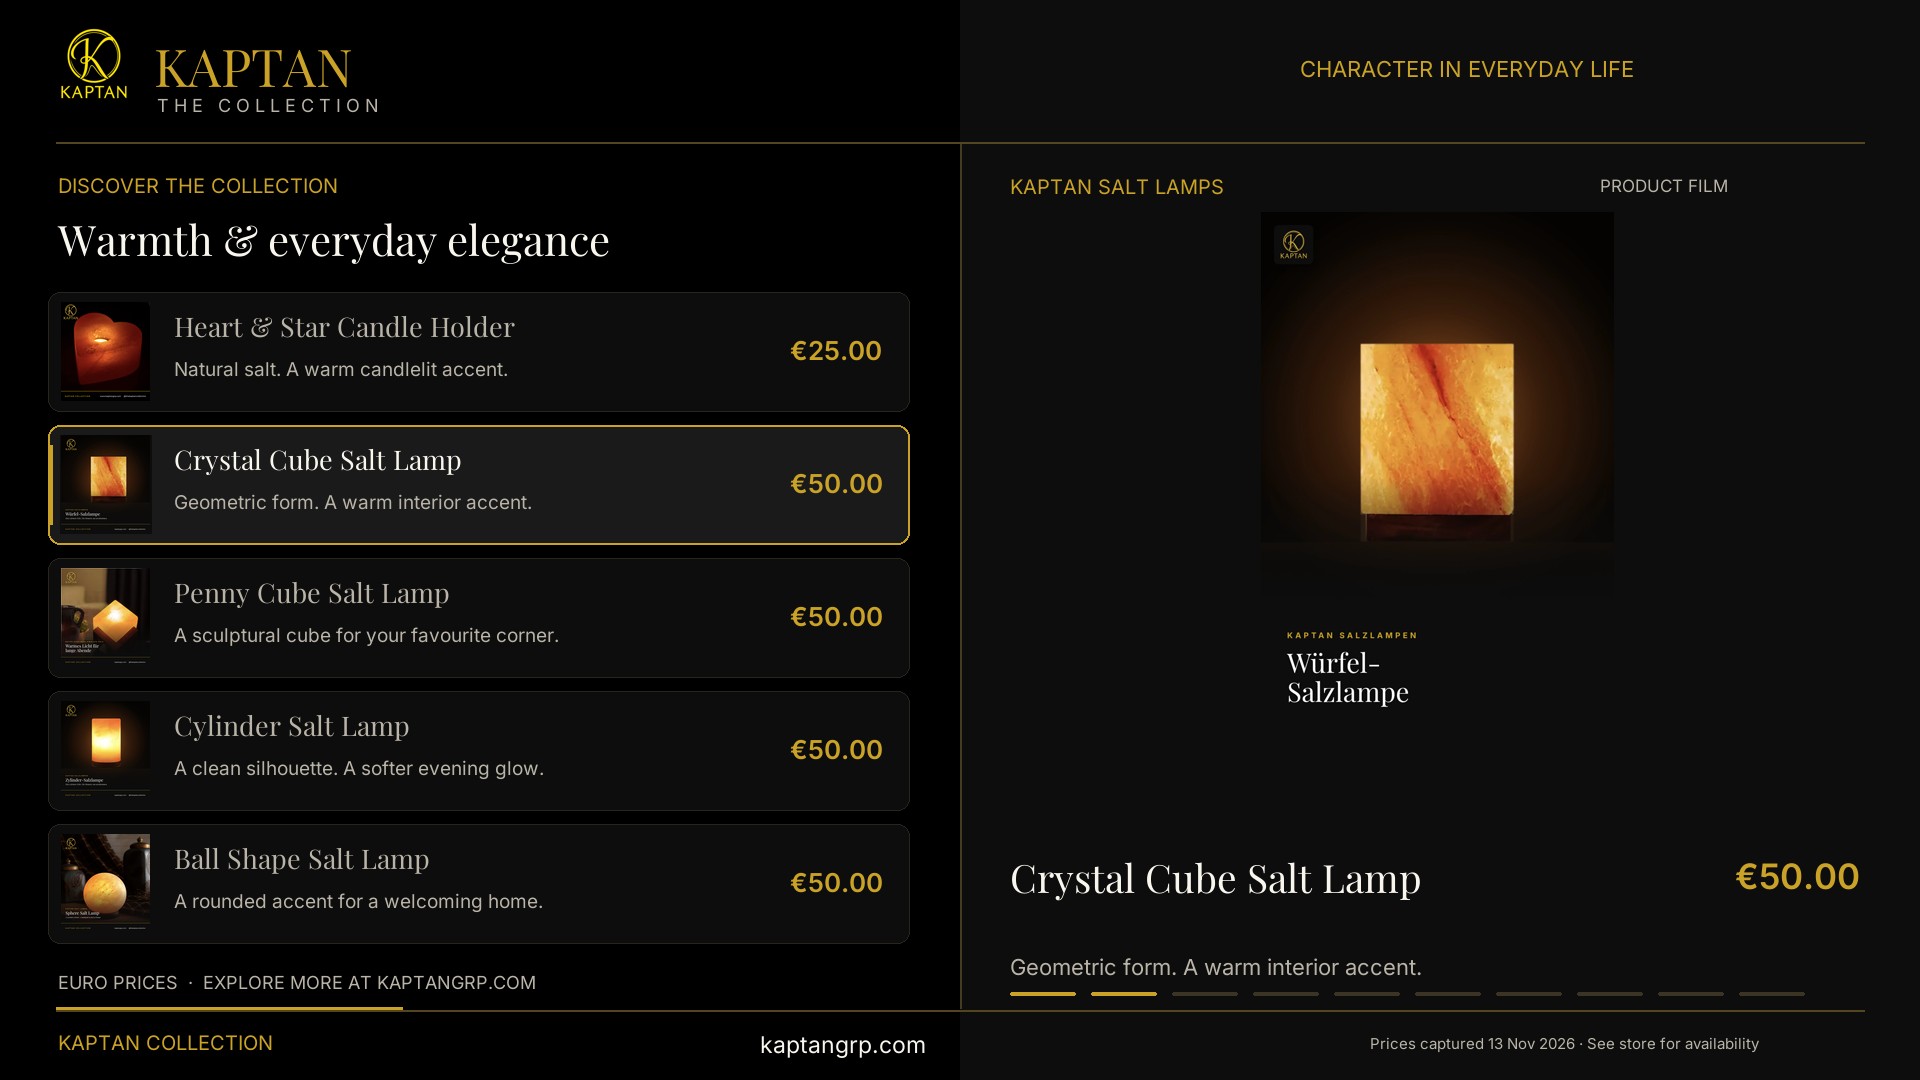 KAPTAN
KAPTAN
THE COLLECTION
CHARACTER IN EVERYDAY LIFE
DISCOVER THE COLLECTION
Warmth & everyday elegance
Heart & Star Candle Holder
Natural salt. A warm candlelit accent.
€25.00
Crystal Cube Salt Lamp
Geometric form. A warm interior accent.
€50.00
Penny Cube Salt Lamp
A sculptural cube for your favourite corner.
€50.00
Cylinder Salt Lamp
A clean silhouette. A softer evening glow.
€50.00
Ball Shape Salt Lamp
A rounded accent for a welcoming home.
€50.00
EURO PRICES · EXPLORE MORE AT KAPTANGRP.COM
KAPTAN SALT LAMPS
PRODUCT FILM
KAPTAN
KAPTAN SALZLAMPEN
Würfel-
Salzlampe
Crystal Cube Salt Lamp
€50.00
Geometric form. A warm interior accent.
KAPTAN COLLECTION
kaptangrp.com
Prices captured 13 Nov 2026 · See store for availability